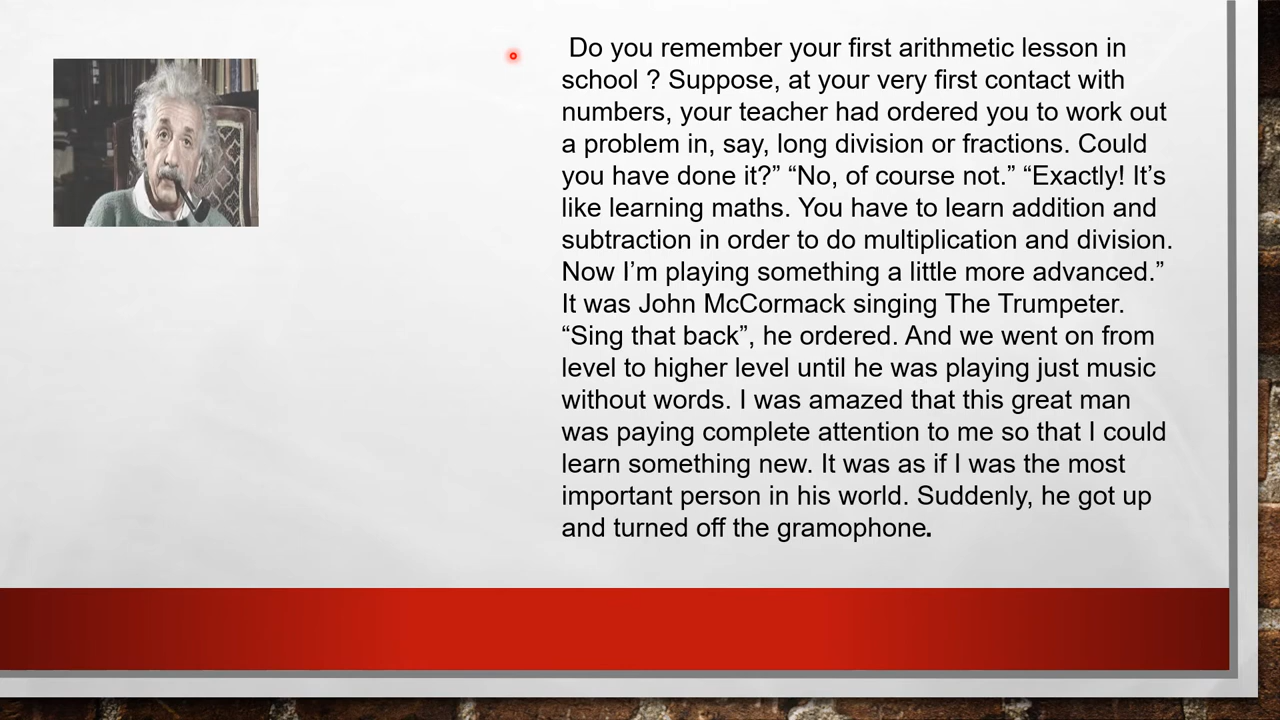 Do you remember your first arithmetic lesson in
school ? Suppose, at your very first contact with
numbers, your teacher had ordered you to work out
a problem in, say, long division or fractions. Could
you have done it?” “No, of course not.” “Exactly! It’s
like learning maths. You have to learn addition and
subtraction in order to do multiplication and division.
Now I’m playing something a little more advanced.”
It was John McCormack singing The Trumpeter.
“Sing that back”, he ordered. And we went on from
level to higher level until he was playing just music
without words. I was amazed that this great man
was paying complete attention to me so that I could
learn something new. It was as if I was the most
important person in his world. Suddenly, he got up
and turned off the gramophone.